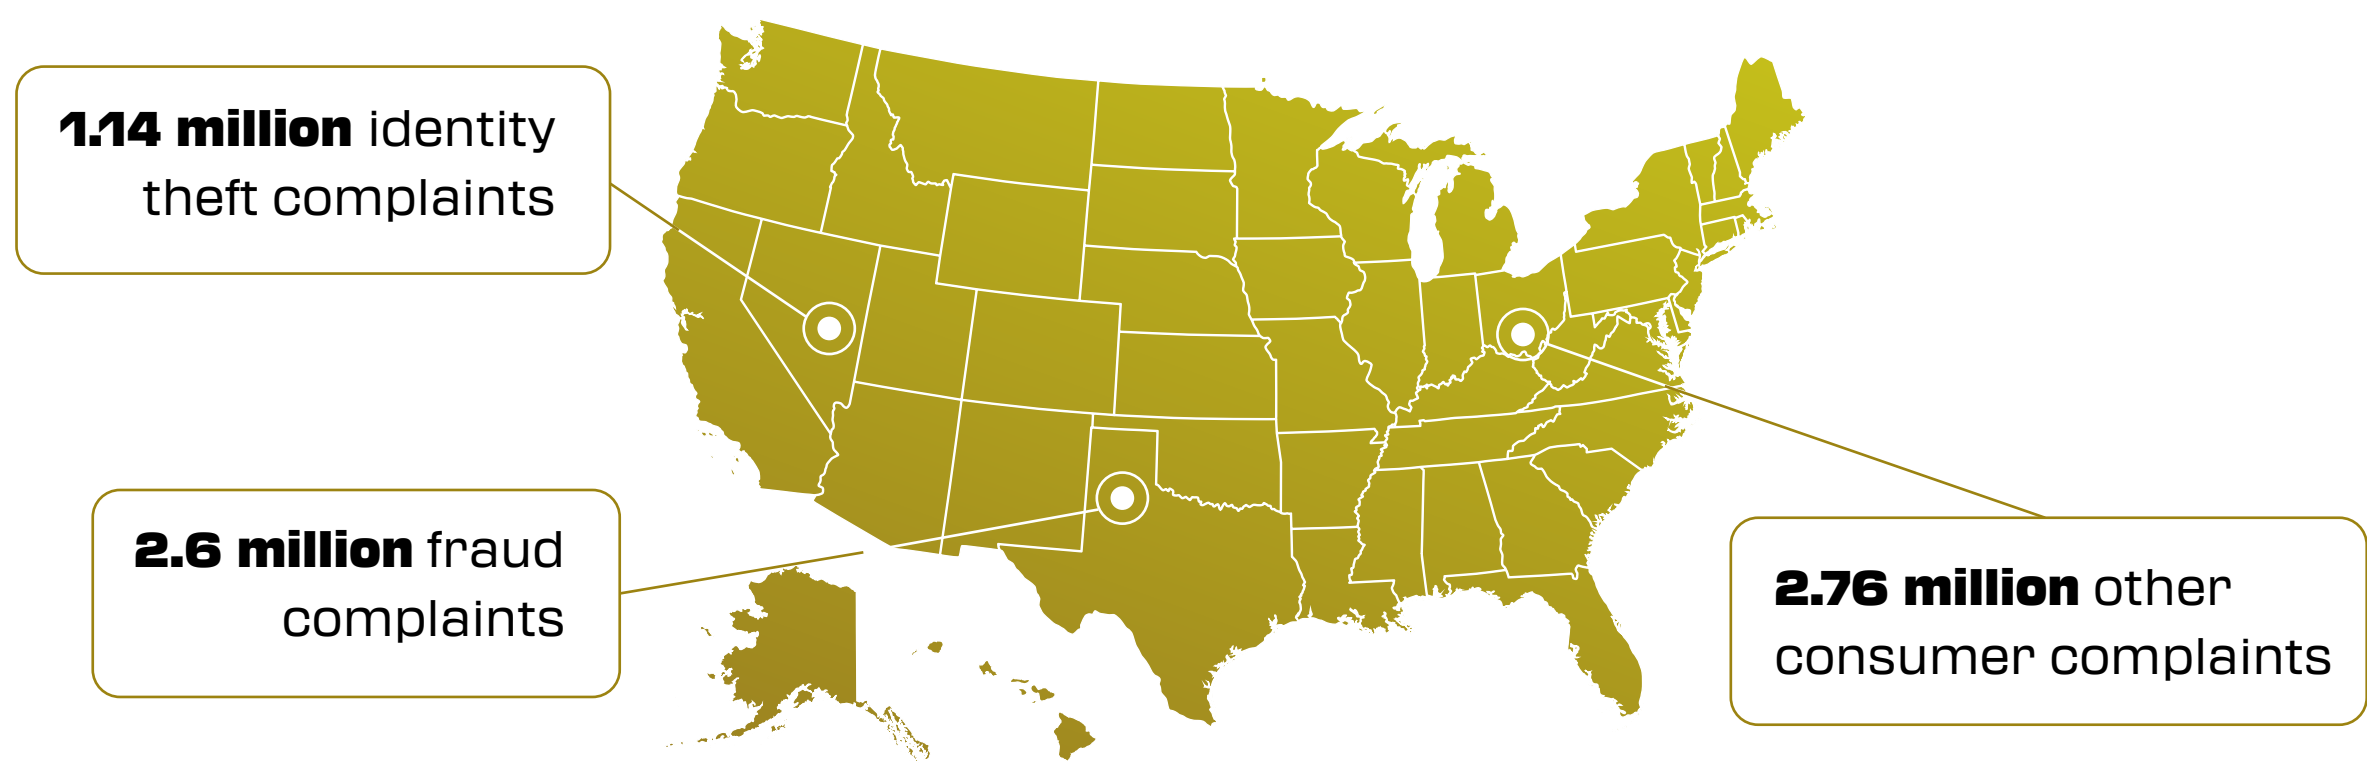 1.14 million identity
theft complaints
2.6 million fraud
complaints
2.76 million other
consumer complaints